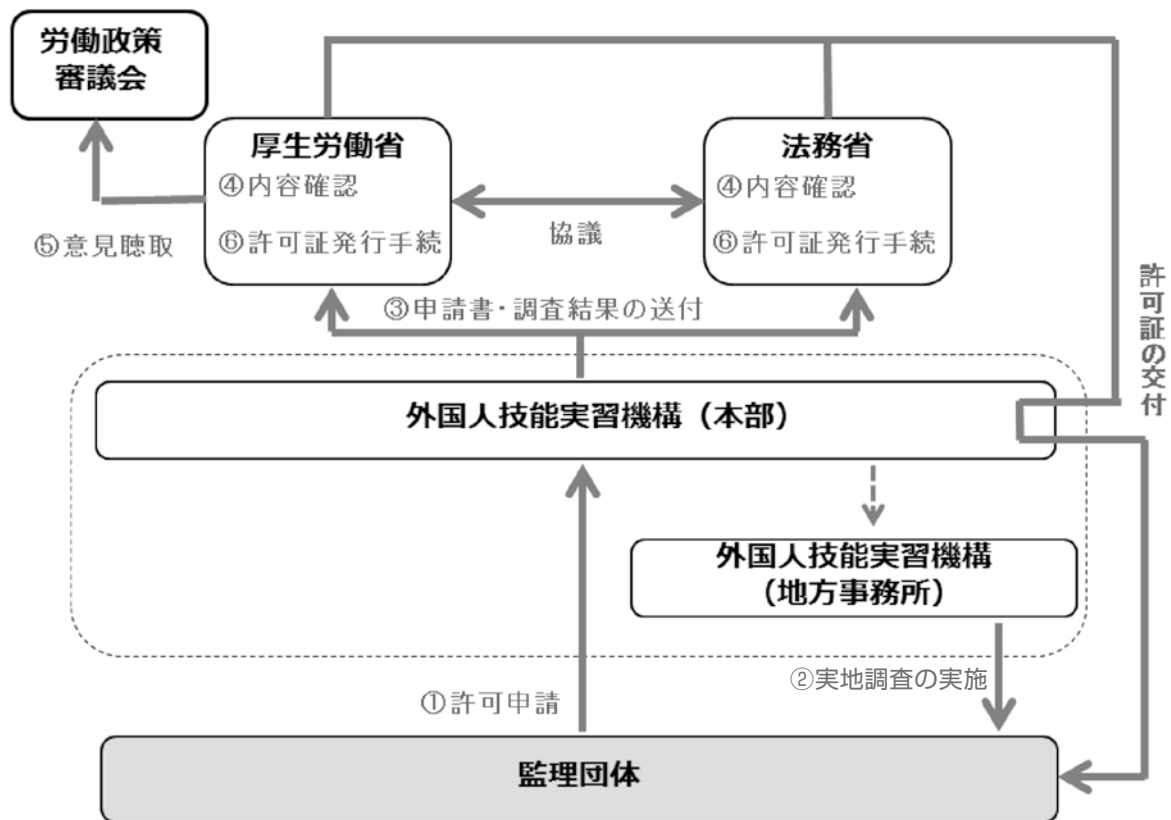 労働政策
審議会
厚生労働省
④内容確認
⑥許可証発行手続
法務省
④内容確認
⑥許可証発行手続
協議
⑤意見聴取
③申請書・調査結果の送付
許可証の交付
外国人技能実習機構（本部）
外国人技能実習機構
（地方事務所）
②実地調査の実施
①許可申請
監理団体